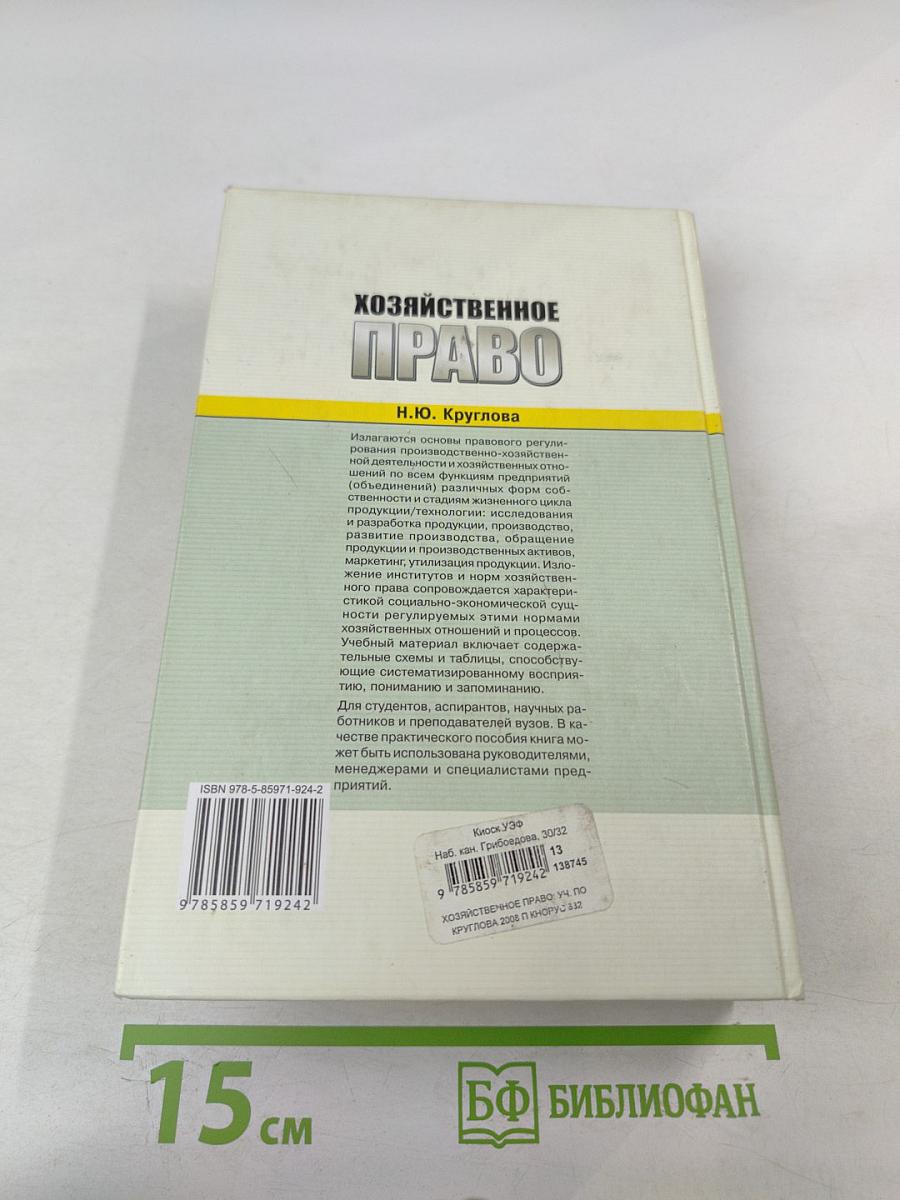 ХОЗЯЙСТВЕННОЕ
ПРАВО
Н.Ю. Круглова
Излагаются основы правового регули-
рования производственно-хозяйствен-
ной деятельности и хозяйственных отно-
шений по всем функциям предприятий
(объединений) различных форм соб-
ственности и стадиям жизненного цикла
продукции/технологии: исследования
и разработка продукции, производство,
развитие производства, обращение
продукции и производственных активов,
маркетинг, утилизация продукции. Изло-
жение институтов и норм хозяйствен-
ного права сопровождается характери-
стикой социально-экономической сущ-
ности регулируемых этими нормами
хозяйственных отношений и процессов.
Учебный материал включает содержа-
тельные схемы и таблицы, способству-
ющие систематизированному восприя-
тию, пониманию и запоминанию.
Для студентов, аспирантов, научных ра-
ботников и преподавателей вузов. В ка-
честве практического пособия книга мо-
жет быть использована руководителями,
менеджерами и специалистами пред-
приятий.
ISBN 978-5-85971-924-2
9 785859 719242
Киоск УЭФ
Наб. кан. Грибоедова, 30/32
13
138745
9 785859 719242
ХОЗЯЙСТВЕННОЕ ПРАВО: УЧ. ПО
КРУГЛОВА 2008 П КНОРУС
15 см
БФ БИБЛИОФАН